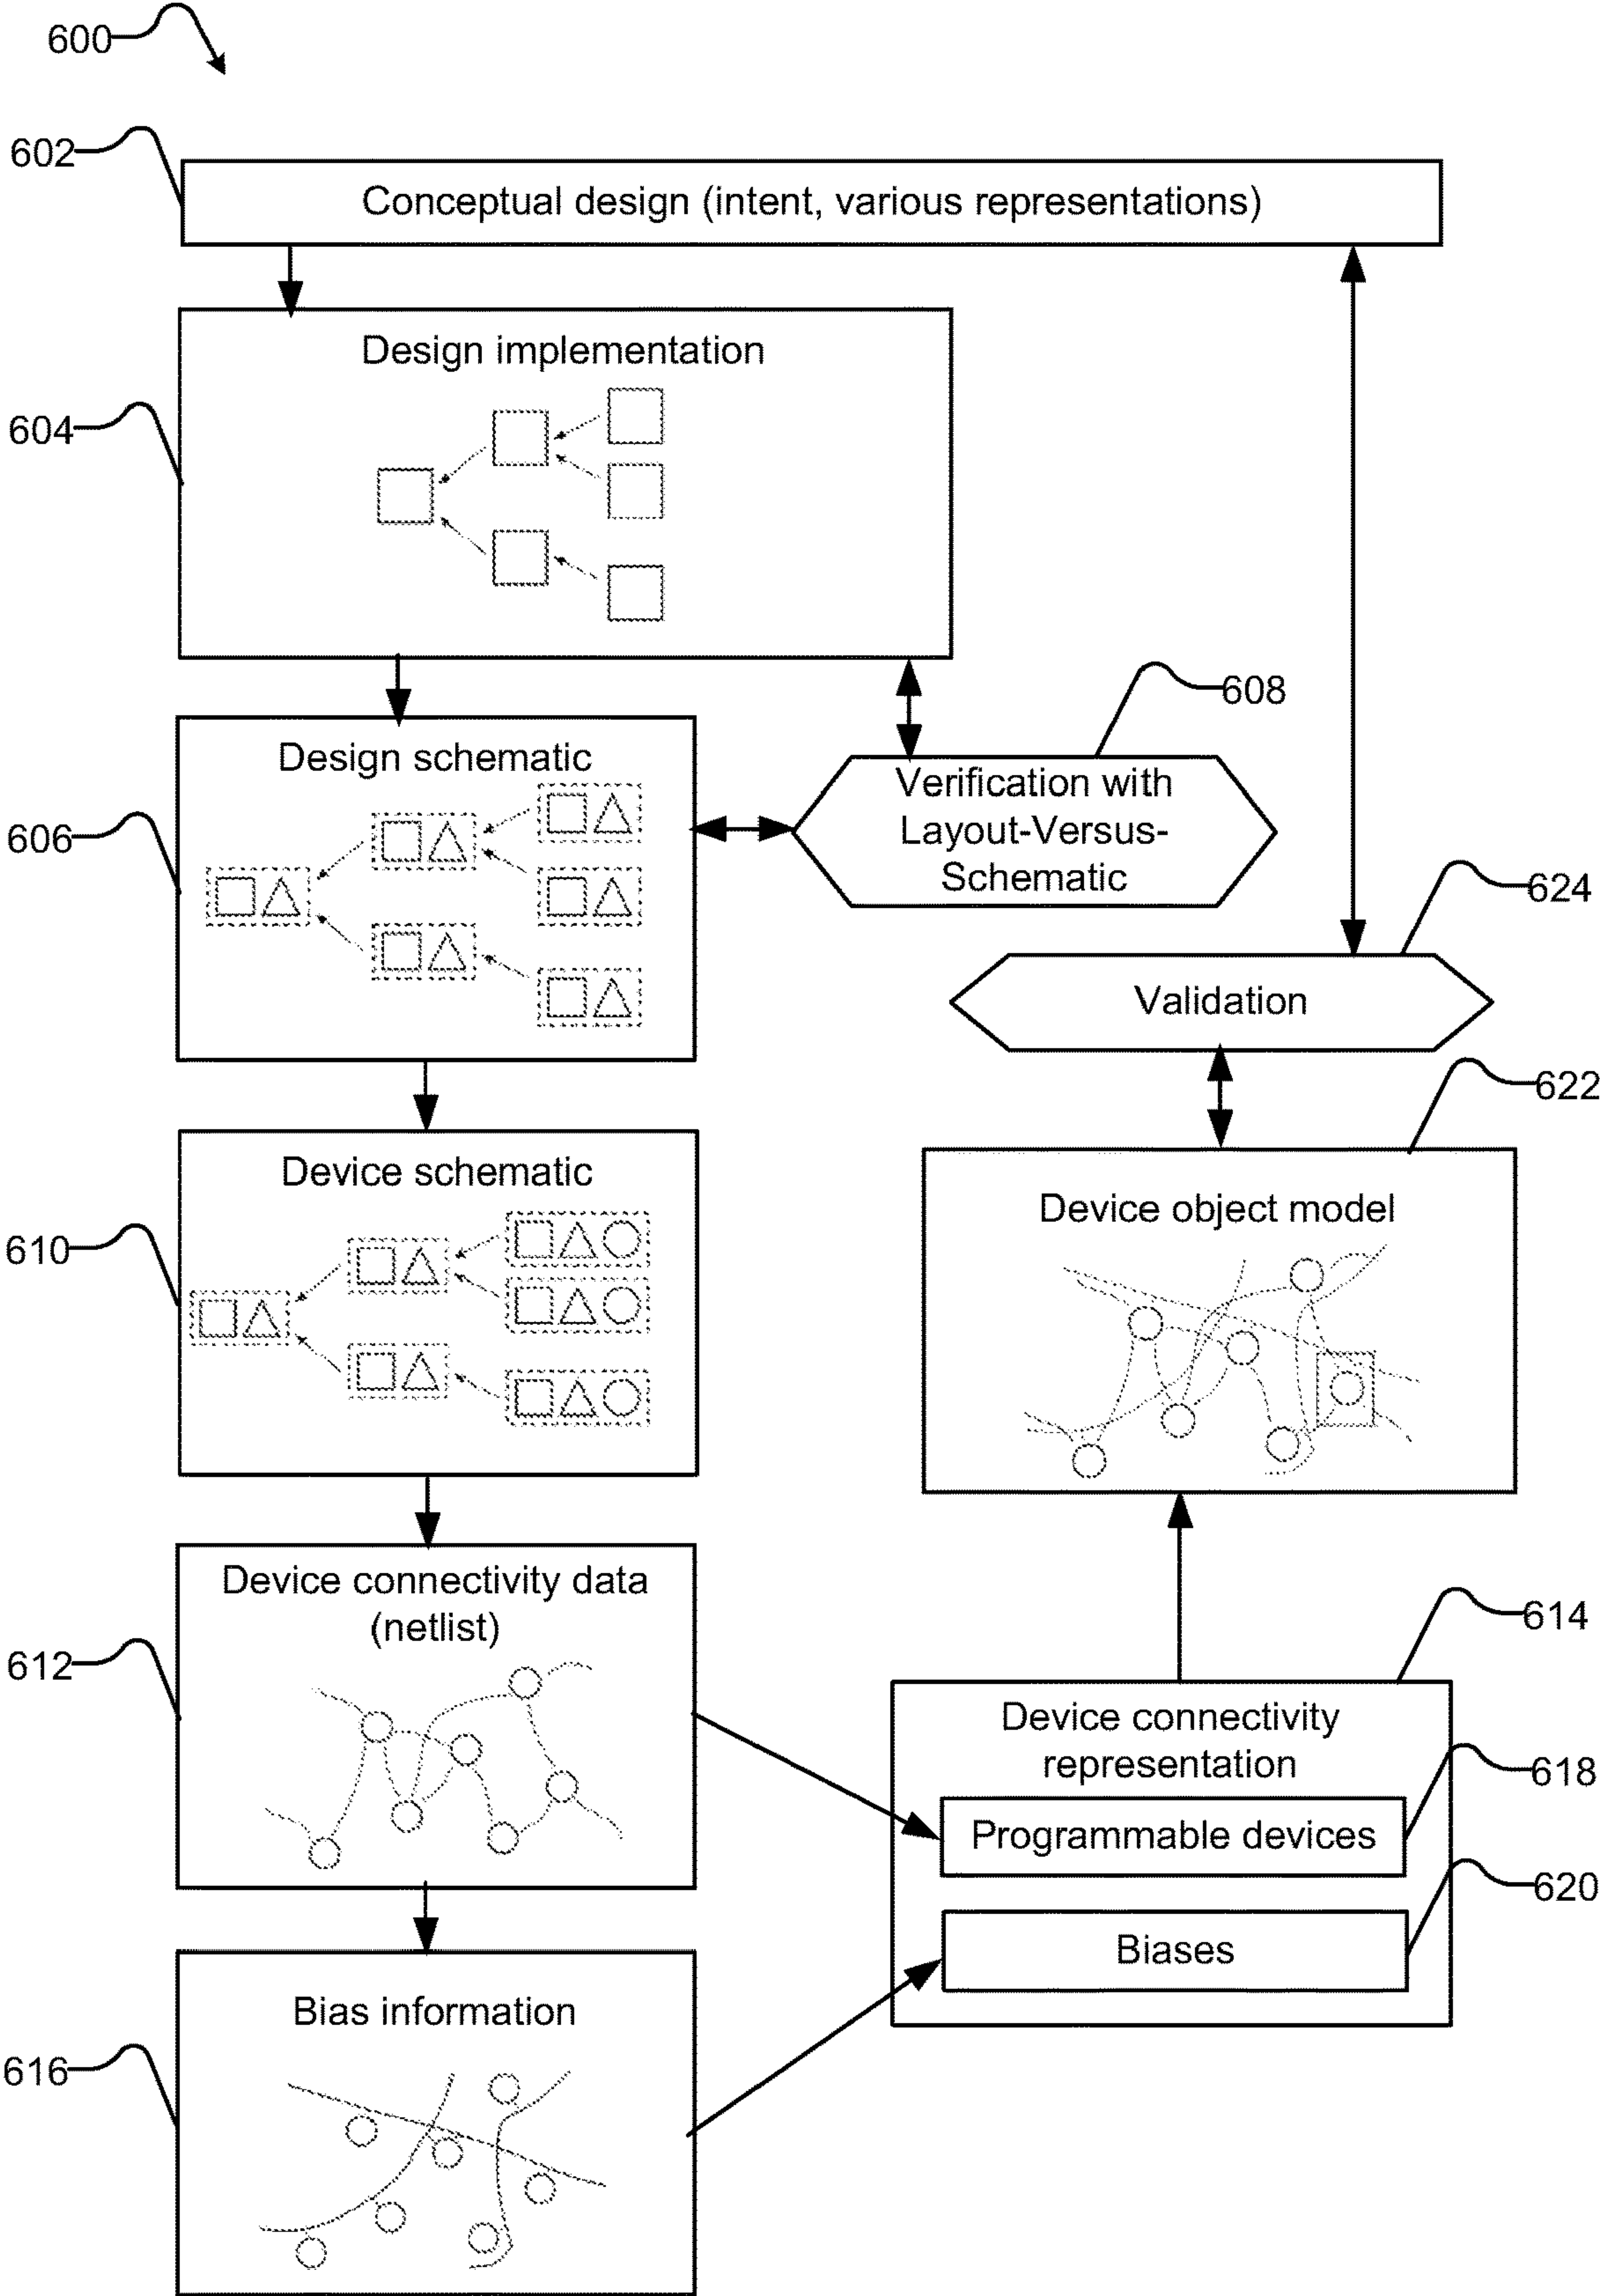 600
602
Conceptual design (intent, various representations)
Design implementation
604
608
Design schematic
Verification with
Layout-Versus-
Schematic
606
624
Validation
622
Device schematic
Device object model
610
Device connectivity data
(netlist)
614
612
Device connectivity
representation
618
Programmable devices
620
Biases
Bias information
616